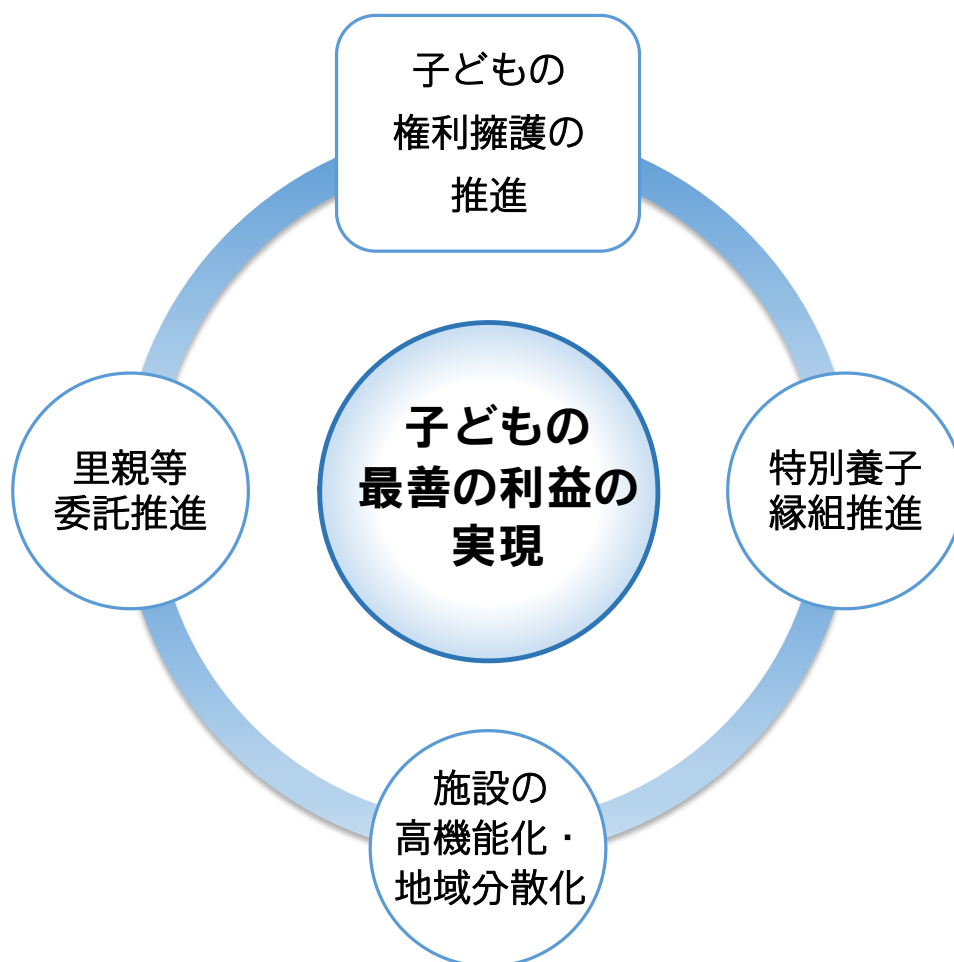 子どもの
権利擁護の
推進
里親等
委託推進
子どもの
最善の利益の
実現
特別養子
縁組推進
施設の
高機能化・
地域分散化